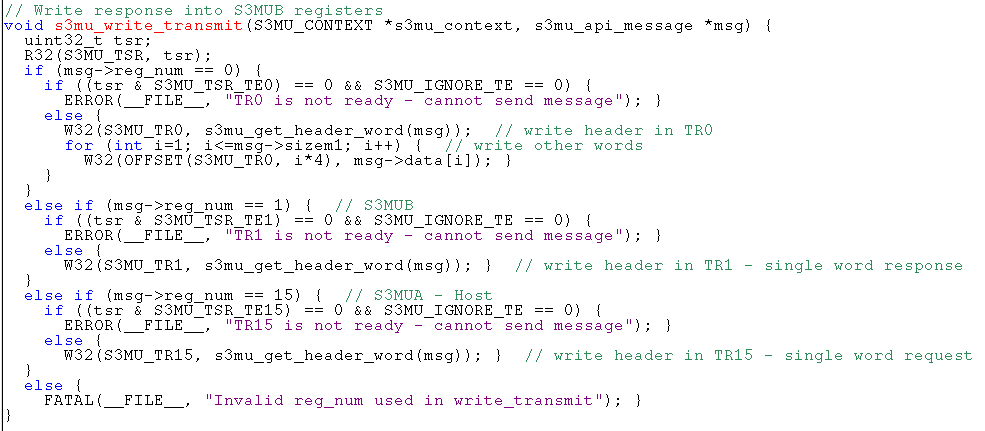 // Write response into S3MUB registers
void s3mu_write_transmit(S3MU_CONTEXT *s3mu_context, s3mu_api_message *msg) {
  uint32_t tsr;
  R32(S3MU_TSR, tsr);
  if (msg->reg_num == 0) {
    if ((tsr & S3MU_TSR_TE0) == 0 && S3MU_IGNORE_TE == 0) {
      ERROR(__FILE__, "TR0 is not ready - cannot send message"); }
    else {
      W32(S3MU_TR0, s3mu_get_header_word(msg));  // write header in TR0
      for (int i=1; i<=msg->sizem1; i++) {  // write other words
        W32(OFFSET(S3MU_TR0, i*4), msg->data[i]); }
    }
  }
  else if (msg->reg_num == 1) {  // S3MUB
    if ((tsr & S3MU_TSR_TE1) == 0 && S3MU_IGNORE_TE == 0) {
      ERROR(__FILE__, "TR1 is not ready - cannot send message"); }
    else {
      W32(S3MU_TR1, s3mu_get_header_word(msg)); }  // write header in TR1 - single word response
  }
  else if (msg->reg_num == 15) {  // S3MUA - Host
    if ((tsr & S3MU_TSR_TE15) == 0 && S3MU_IGNORE_TE == 0) {
      ERROR(__FILE__, "TR15 is not ready - cannot send message"); }
    else {
      W32(S3MU_TR15, s3mu_get_header_word(msg)); }  // write header in TR15 - single word request
  }
  else {
    FATAL(__FILE__, "Invalid reg_num used in write_transmit"); }
}